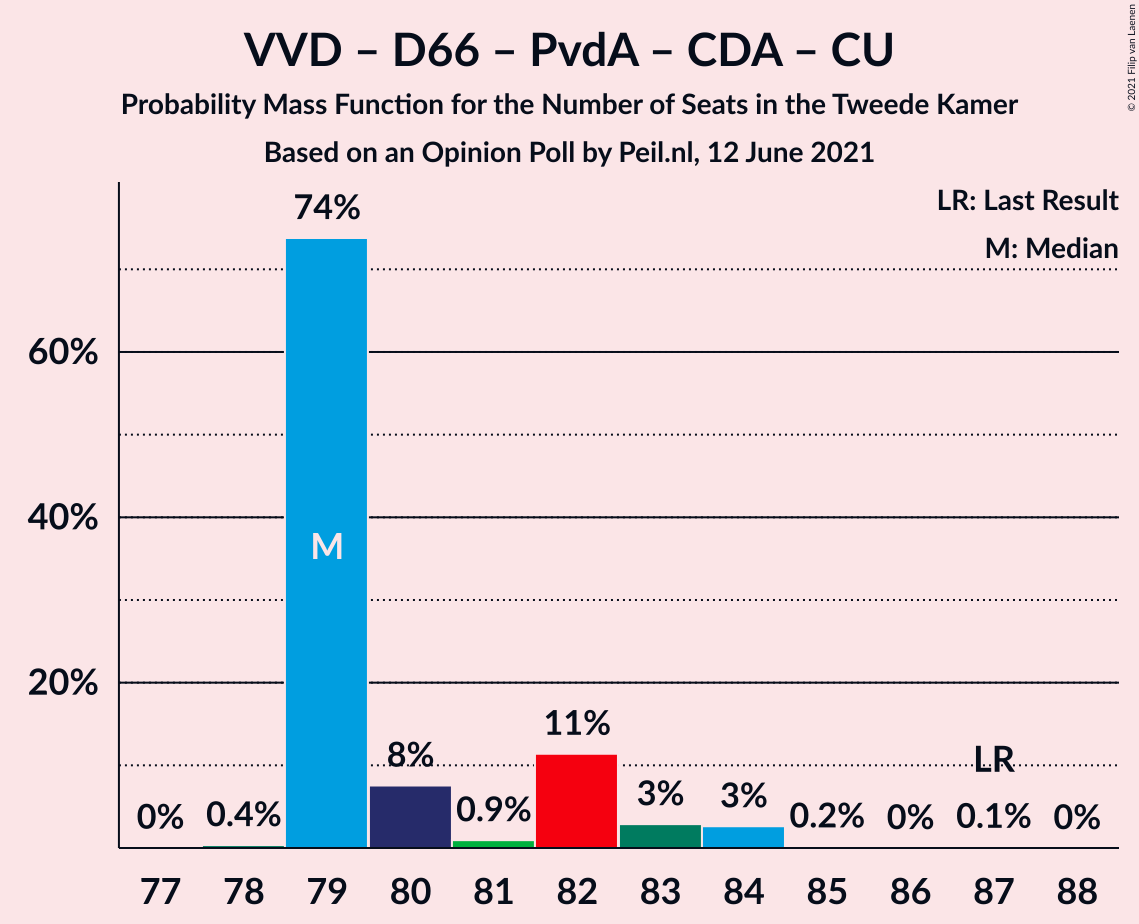 VVD – D66 – PvdA – CDA – CU
Probability Mass Function for the Number of Seats in the Tweede Kamer
Based on an Opinion Poll by Peil.nl, 12 June 2021
© 2021 Filip van Laenen
LR: Last Result
M: Median
74%
60%
M
40%
20%
11%
8%
LR
3%
3%
0%
0.4%
0.9%
0.2%
0%
0.1%
0%
77 78 79 80 81 82 83 84 85 86 87 88